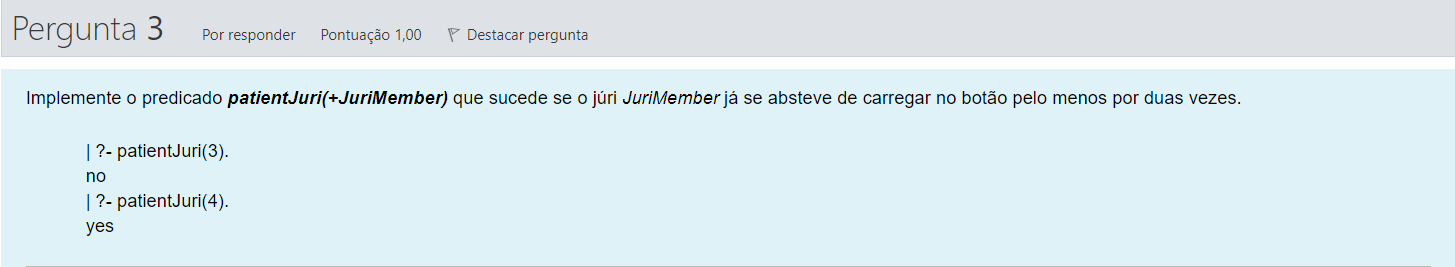 Pergunta 3 Por responder Pontuação 1,00 Destacar pergunta
Implemente o predicado patientJuri(+JuriMember) que sucede se o júri JuriMember já se absteve de carregar no botão pelo menos por duas vezes.
| ?- patientJuri(3).
no
| ?- patientJuri(4).
yes